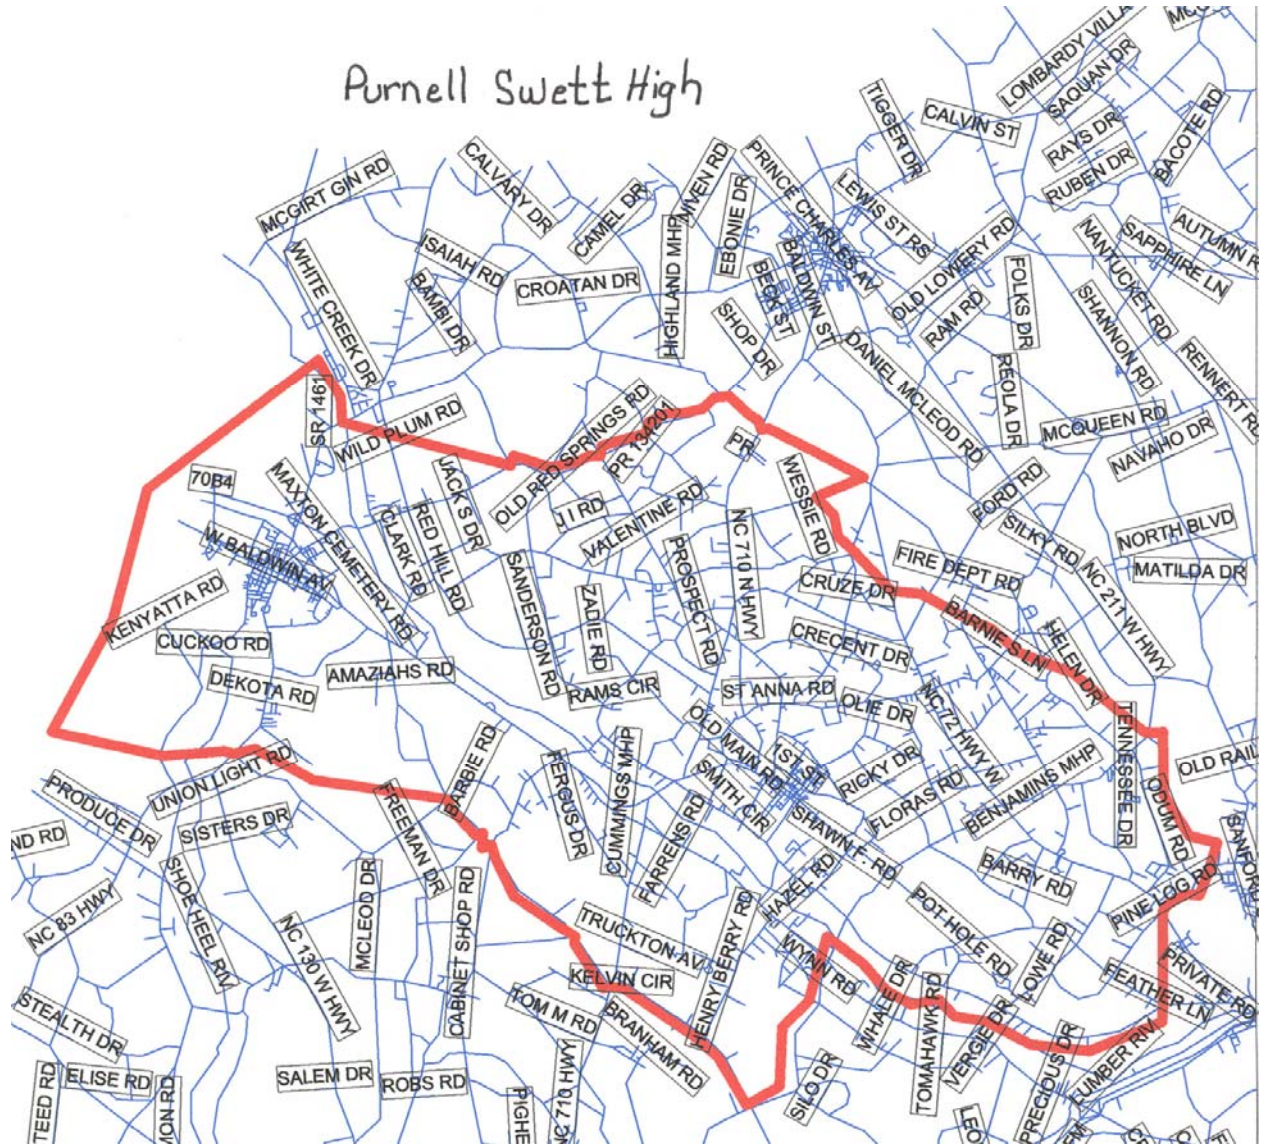 Purnell Swett High
LOMBARDY VILLA
SAQUAN DR
TIGGER DR
CALVIN ST
RAYS DR
BACOTE RD
RUBEN DR
MCGIRT GIN RD
CALVARY DR
CAMEL DR
NIVEN RD
EBONIE DR
PRINCE CHARLES AV
LEWIS ST RS
OLD LOWERY RD
NANTUCKET RD
SAPPHIRE LN
AUTUMN R
WHITE CREEK DR
ISAIAH RD
BAMBI DR
CROATAN DR
HIGHLAND MHP
BECK ST
BALDWIN ST
SHOP DR
RAM RD
FOLKS DR
SHANNON RD
RENNERT RD
DANIEL MCLEOD RD
REOLA DR
MCQUEEN RD
NAVAHO DR
SR 1461
WILD PLUM RD
OLD RED SPRINGS RD
PR 134201
PR
70B4
MAXTON CEMETERY RD
JACK S DR
RED HILL RD
CLARK RD
J I RD
VALENTINE RD
NC 710 N HWY
WESSIE RD
FORD RD
SILKY RD
NORTH BLVD
MATILDA DR
W BALDWIN AV
SANDERSON RD
ZADIE RD
PROSPECT RD
CRUZE DR
FIRE DEPT RD
BARNIE S LN
HELEN DR
NC 211 W HWY
KENYATTA RD
CUCKOO RD
DEKOTA RD
AMAZIAHS RD
RAMS CIR
CRECENT DR
ST ANNA RD
OLIE DR
NC 72 HWY W
TENNESSEE DR
OLD RAIL
PRODUCE DR
UNION LIGHT RD
SISTERS DR
FREEMAN DR
BARBIE RD
FERGUS DR
CUMMINGS MHP
FARRENS RD
OLD MAIN RD
SMITH CIR
1ST ST
RICKY DR
FLORAS RD
BENJAMINS MHP
ODUM RD
SANFORD
ND RD
NC 83 HWY
SHOE HEEL RIV
NC 130 W HWY
MCLEOD DR
CABINET SHOP RD
TRUCKTON AV
KELVIN CIR
HENRY BERRY RD
HAZEL RD
SHAWN F. RD
WYNN RD
POT HOLE RD
BARRY RD
LOWE RD
PINE LOG RD
FEATHER LN
PRIVATE RD
STEALTH DR
ELISE RD
TEED RD
MON RD
SALEM DR
ROBS RD
TOM M RD
BRANHAM RD
PIGHE
NC 710 HWY
SILO DR
WHALE DR
TOMAHAWK RD
VERGIE DR
PRECIOUS DR
LUMBER RIV
LEO